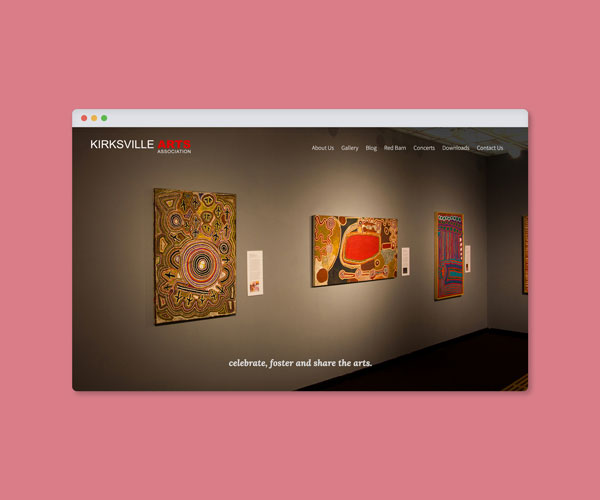 KIRKSVILLE ARTS
ASSOCIATION
About Us Gallery Blog Red Barn Concerts Downloads Contact Us
celebrate, foster and share the arts.